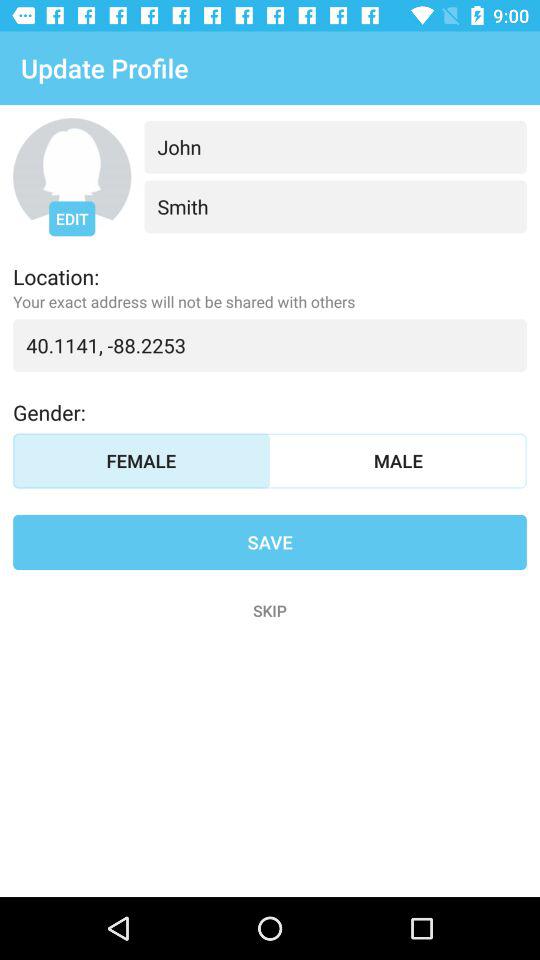 9:00
Update Profile
John
Smith
EDIT
Location:
Your exact address will not be shared with others
40.1141, -88.2253
Gender:
FEMALE MALE
SAVE
SKIP